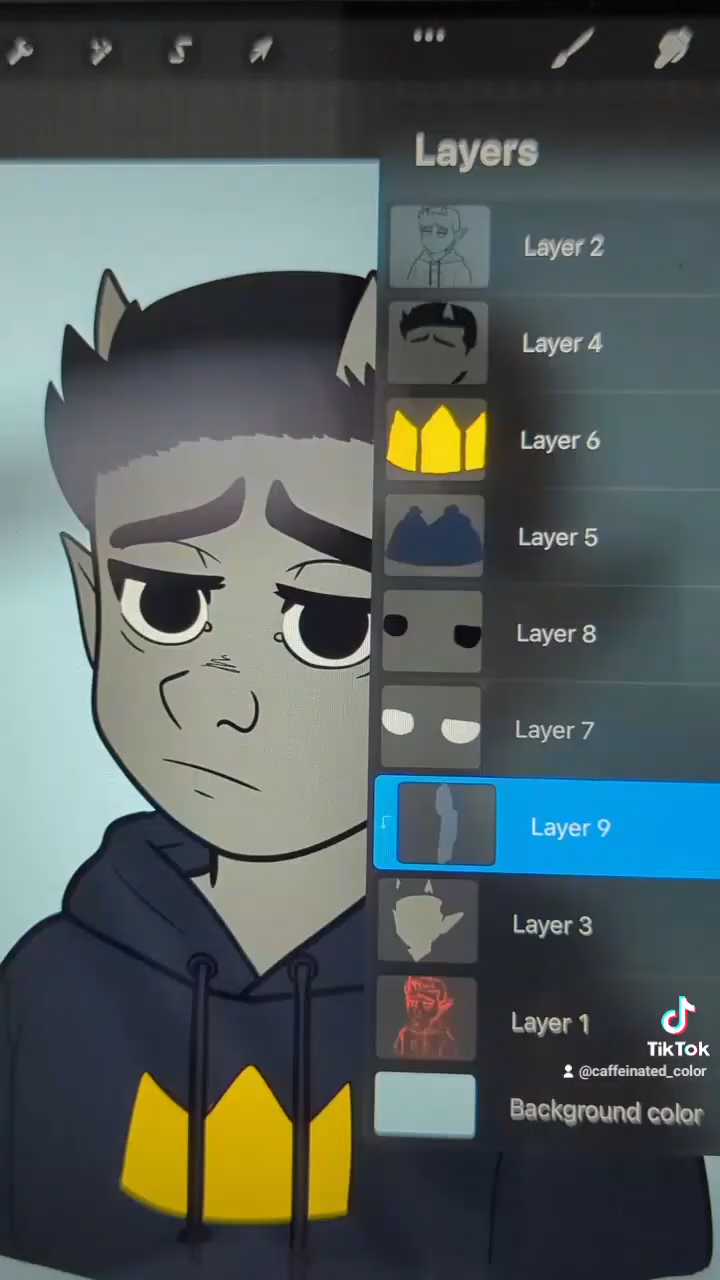 Layers
Layer 2
Layer 4
Layer 6
Layer 5
Layer 8
Layer 7
Layer 9
Layer 3
Layer 1
TikTok
@caffeinated_color
Background color